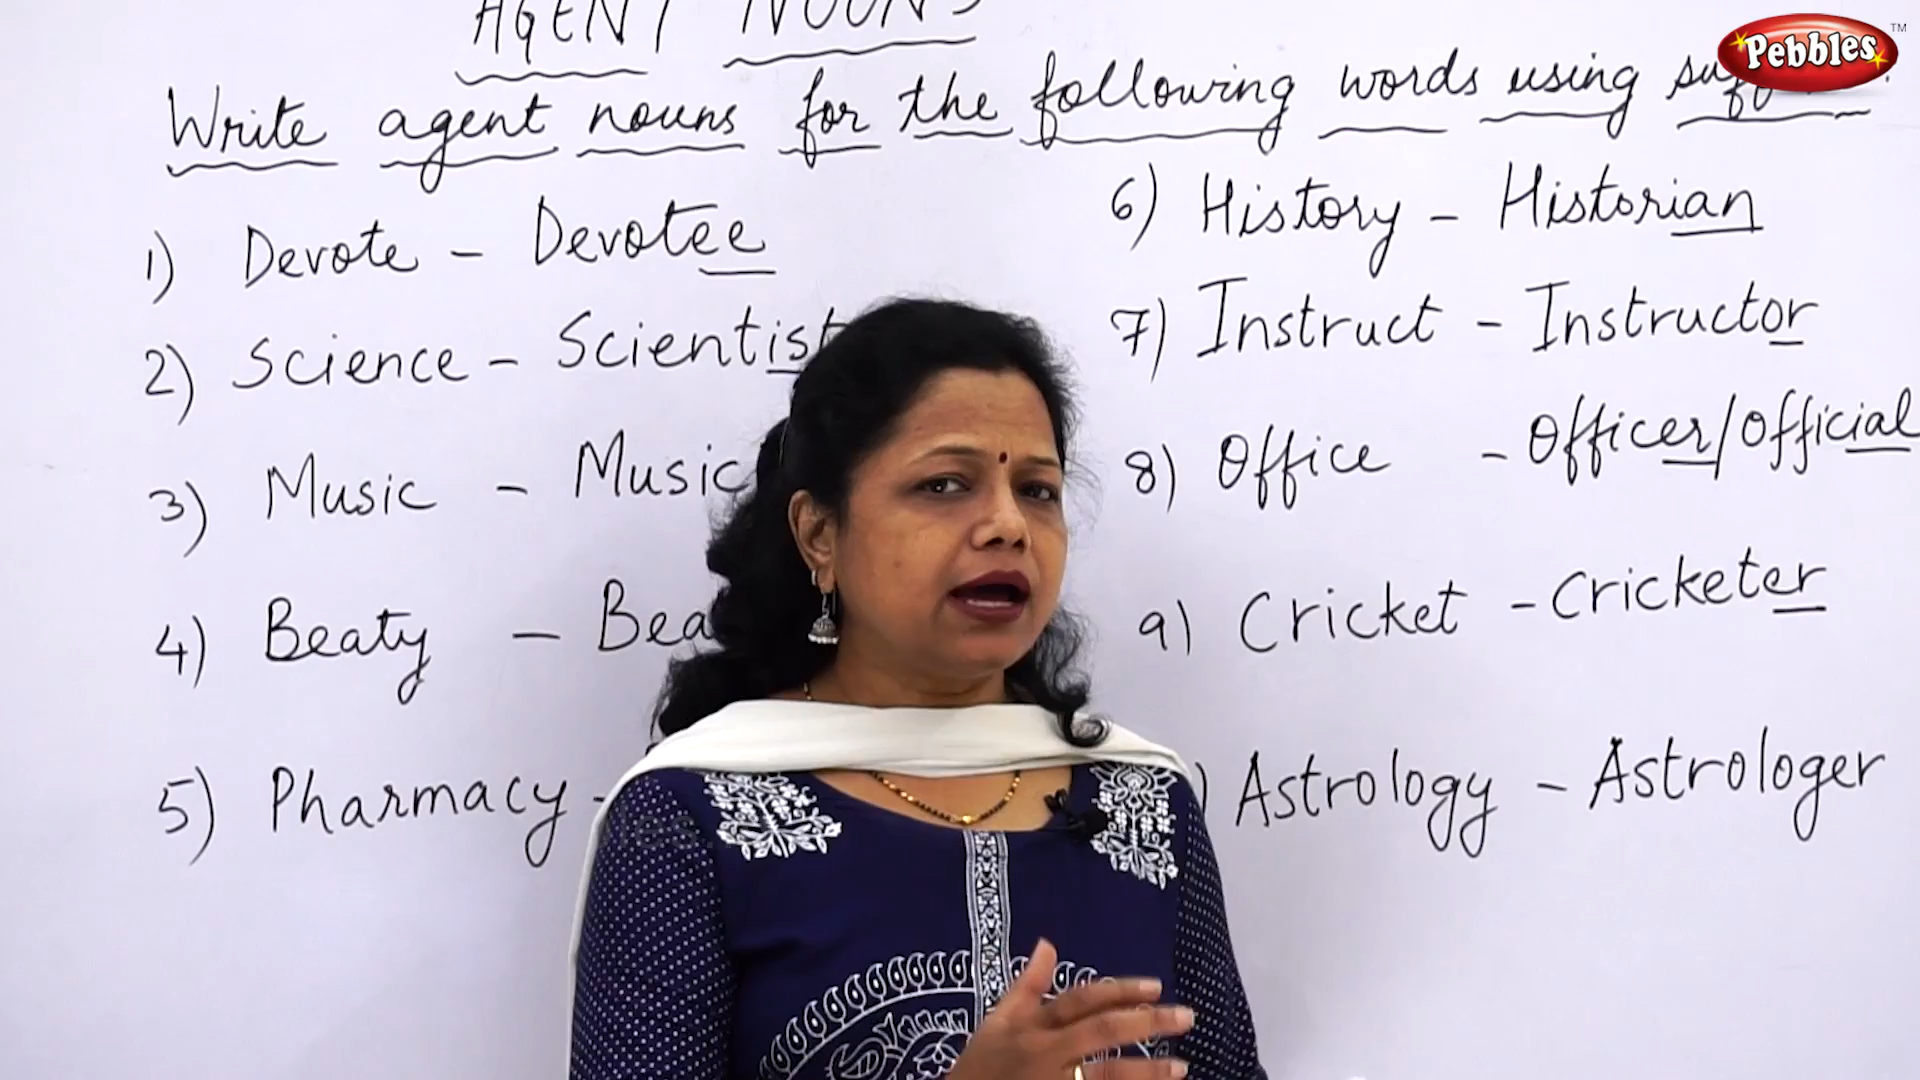 AGENT NOUNS
Pebbles TM
Write agent nouns for the following words using
1) Devote - Devotee
2) Science - Scientist
3) Music - Music
4) Beaty - Bea
5) Pharmacy -
6) History - Historian
7) Instruct - Instructor
8) Office - Officer/Official
9) Cricket - Cricketer
) Astrology - Astrologer